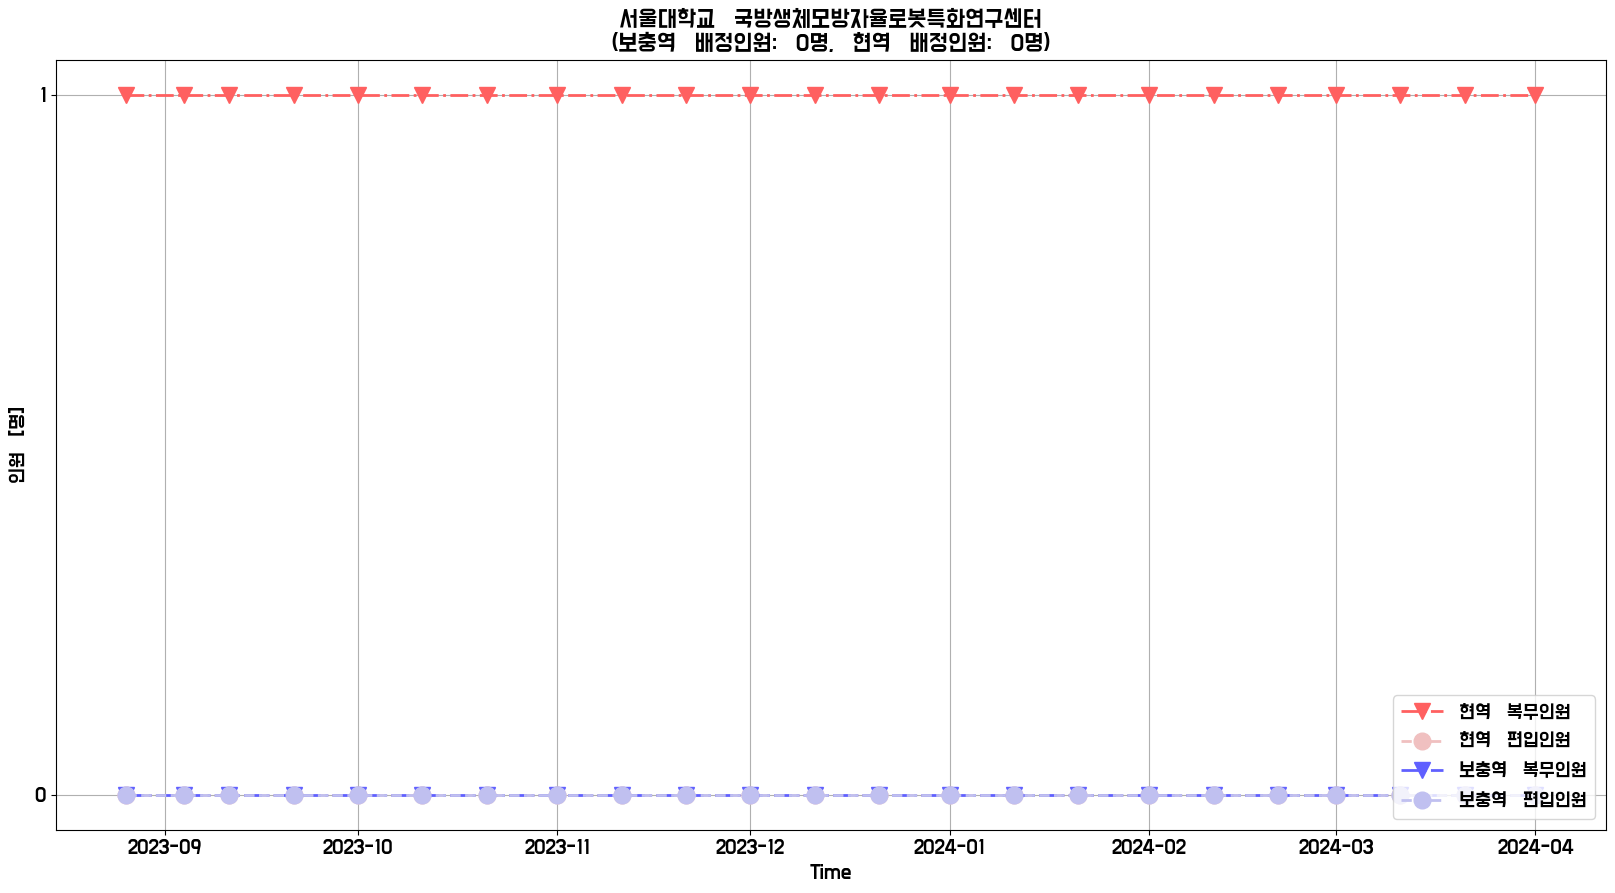 서울대학교 국방생체모방자율로봇특화연구센터
(보충역 배정인원: 0명, 현역 배정인원: 0명)
1
0
인원 [명]
현역 복무인원
현역 편입인원
보충역 복무인원
보충역 편입인원
2023-09 2023-10 2023-11 2023-12 2024-01 2024-02 2024-03 2024-04
Time